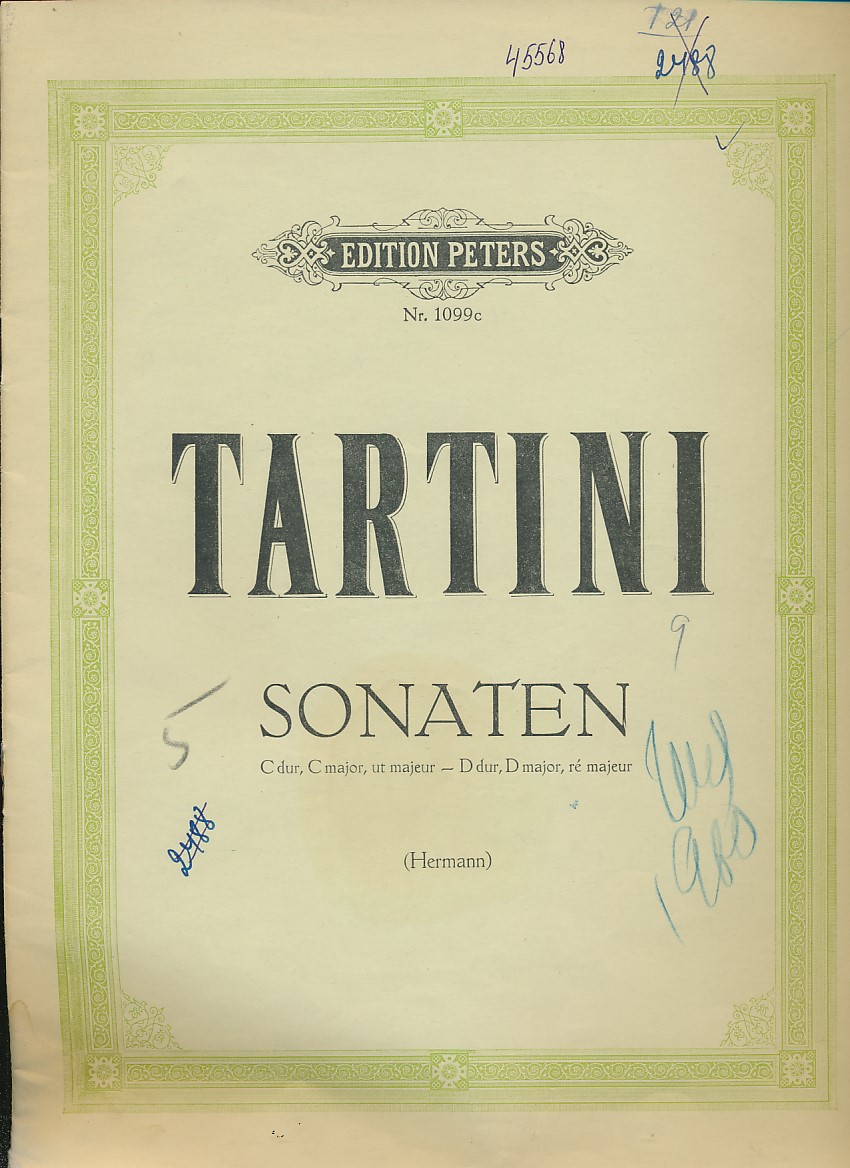 T 21
45568
2488
EDITION PETERS
Nr. 1099c
TARTINI
9
SONATEN
5
C dur, C major, ut majeur – D dur, D major, ré majeur
2488
(Hermann)